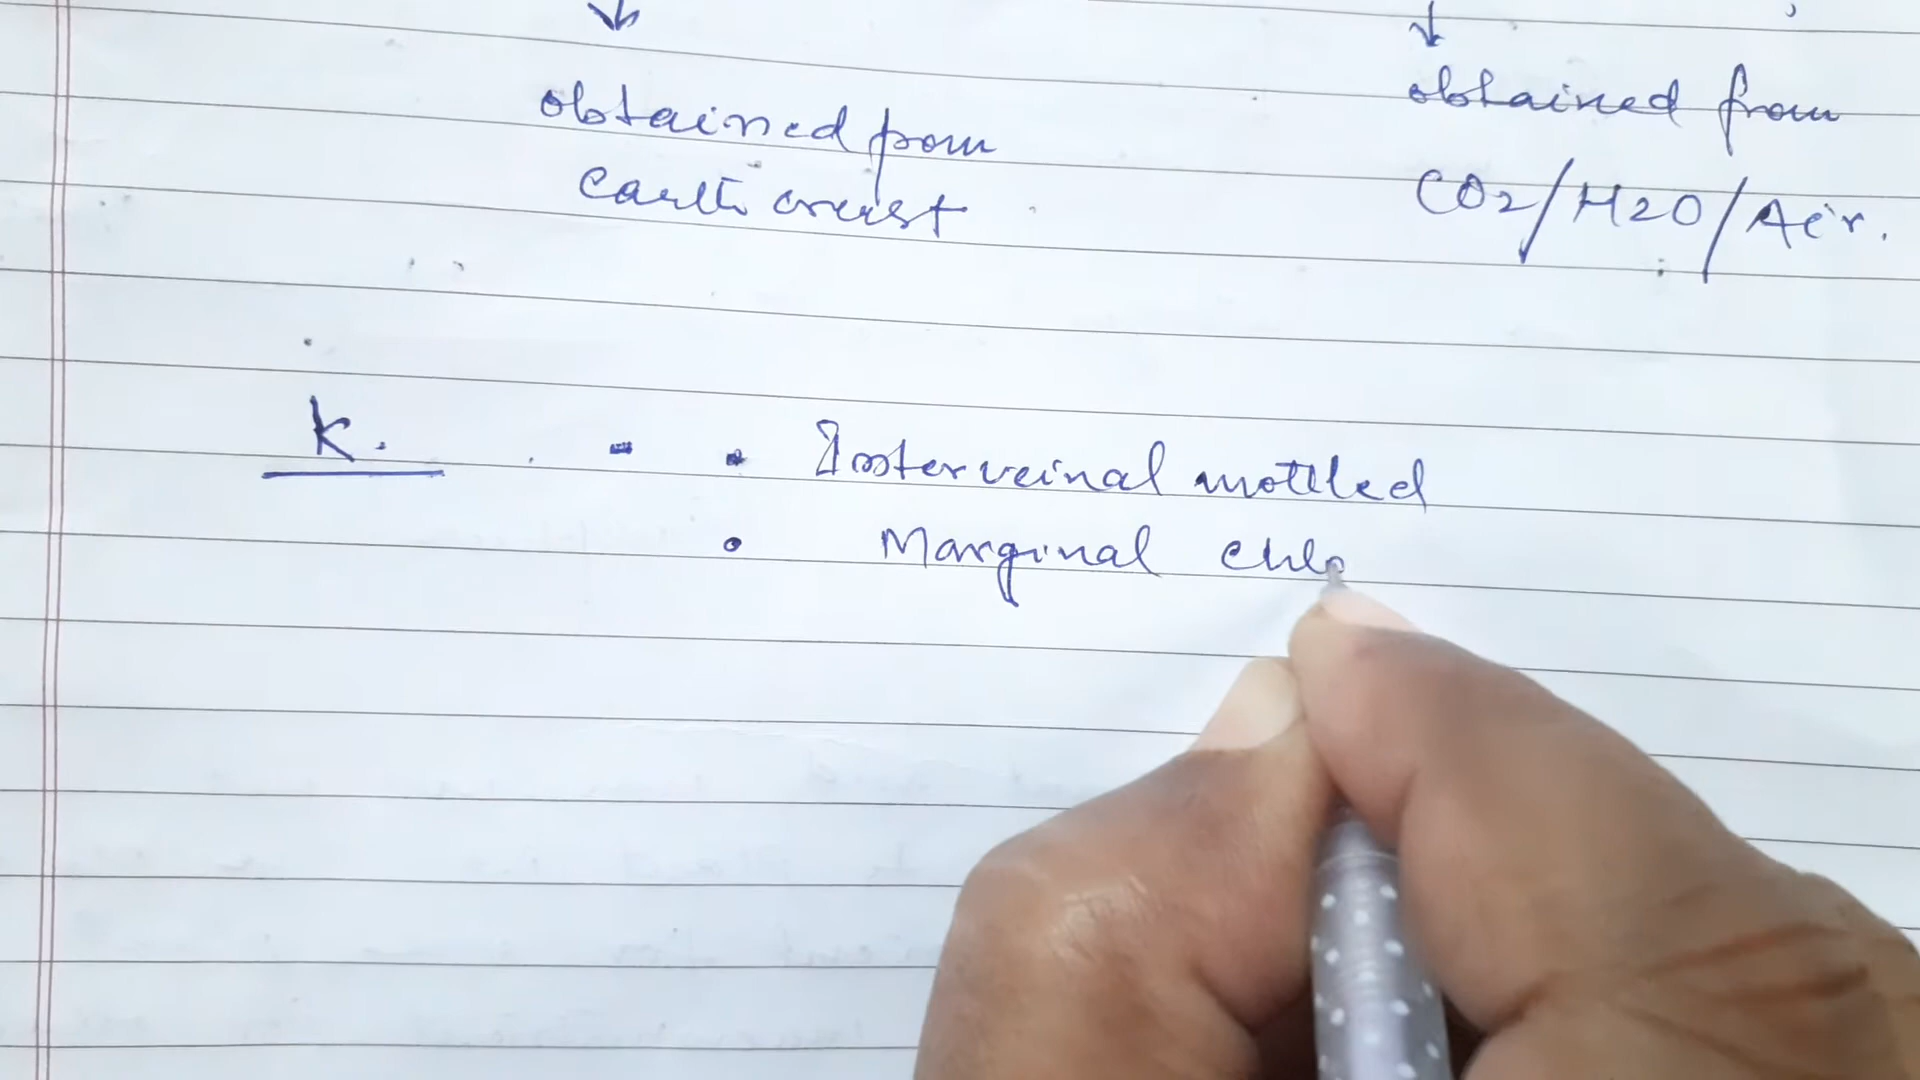 obtained from
earth crust
obtained from
CO2/H2O/Air.
K. - • Interveinal mottled
• Marginal chlo